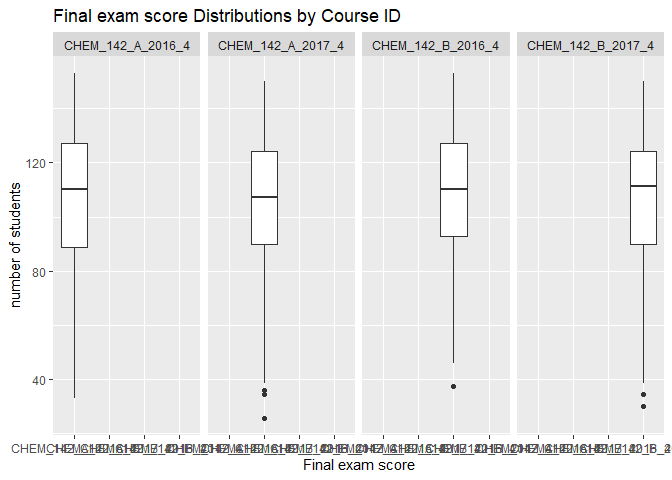 Final exam score Distributions by Course ID
CHEM_142_A_2016_4 CHEM_142_A_2017_4 CHEM_142_B_2016_4 CHEM_142_B_2017_4
number of students
120
80
40
Final exam score